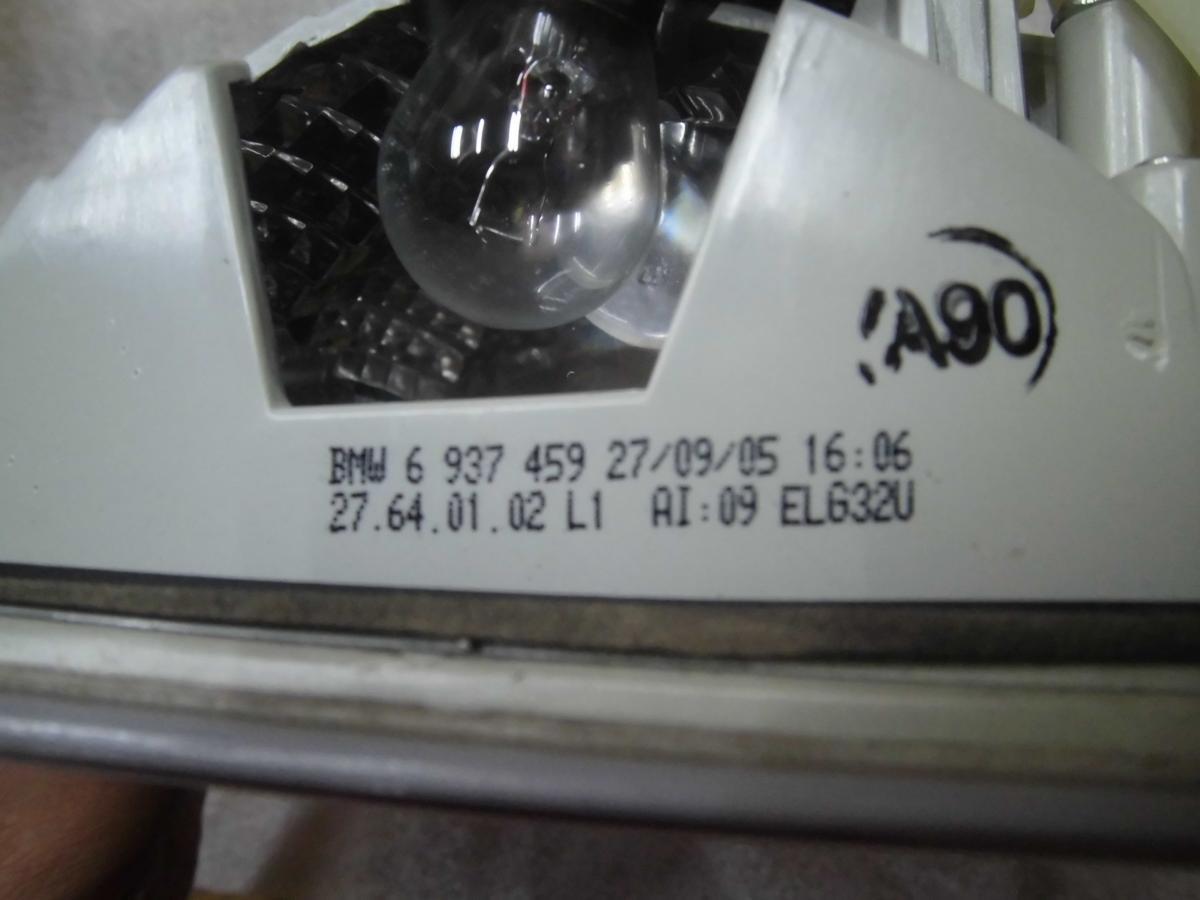 (A90)
BMW 6 937 459 27/09/05 16:06
27.64.01.02 L1 AI:09 ELG32U